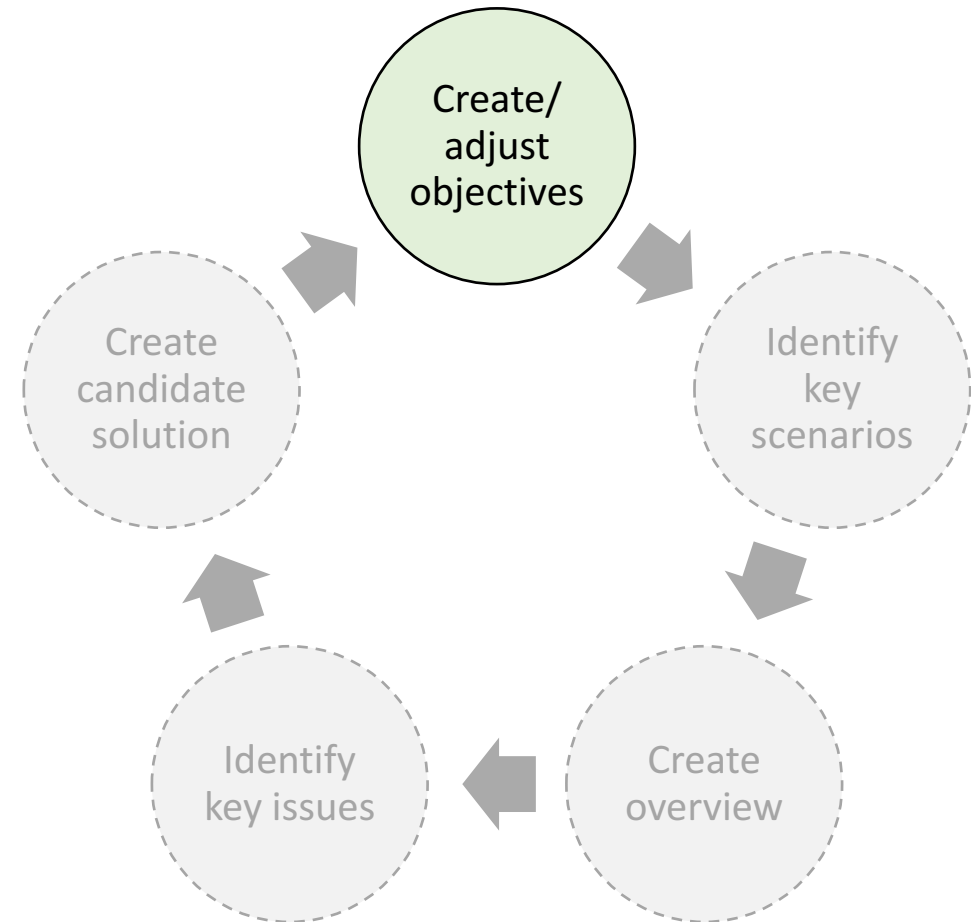 Create/
adjust
objectives
Identify
key
scenarios
Create
overview
Identify
key issues
Create
candidate
solution